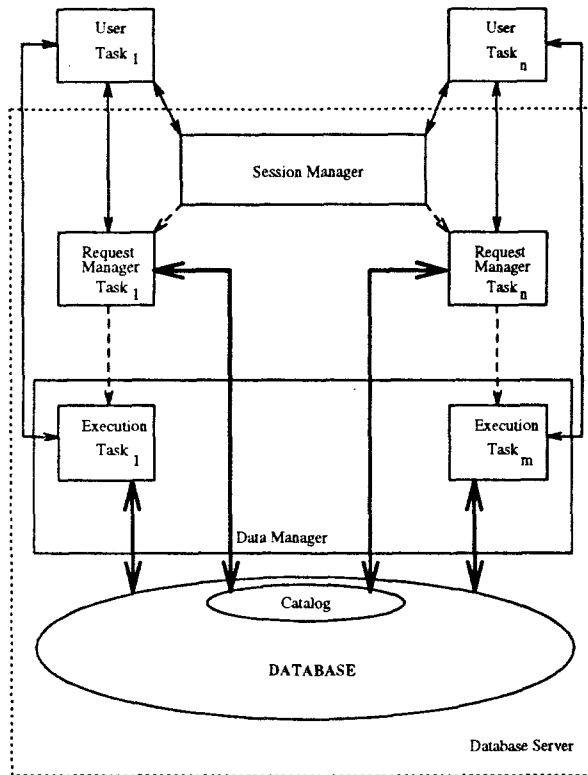 User
Task 1
User
Task n
Session Manager
Request
Manager
Task 1
Request
Manager
Task n
Execution
Task 1
Execution
Task m
Data Manager
Catalog
DATABASE
Database Server